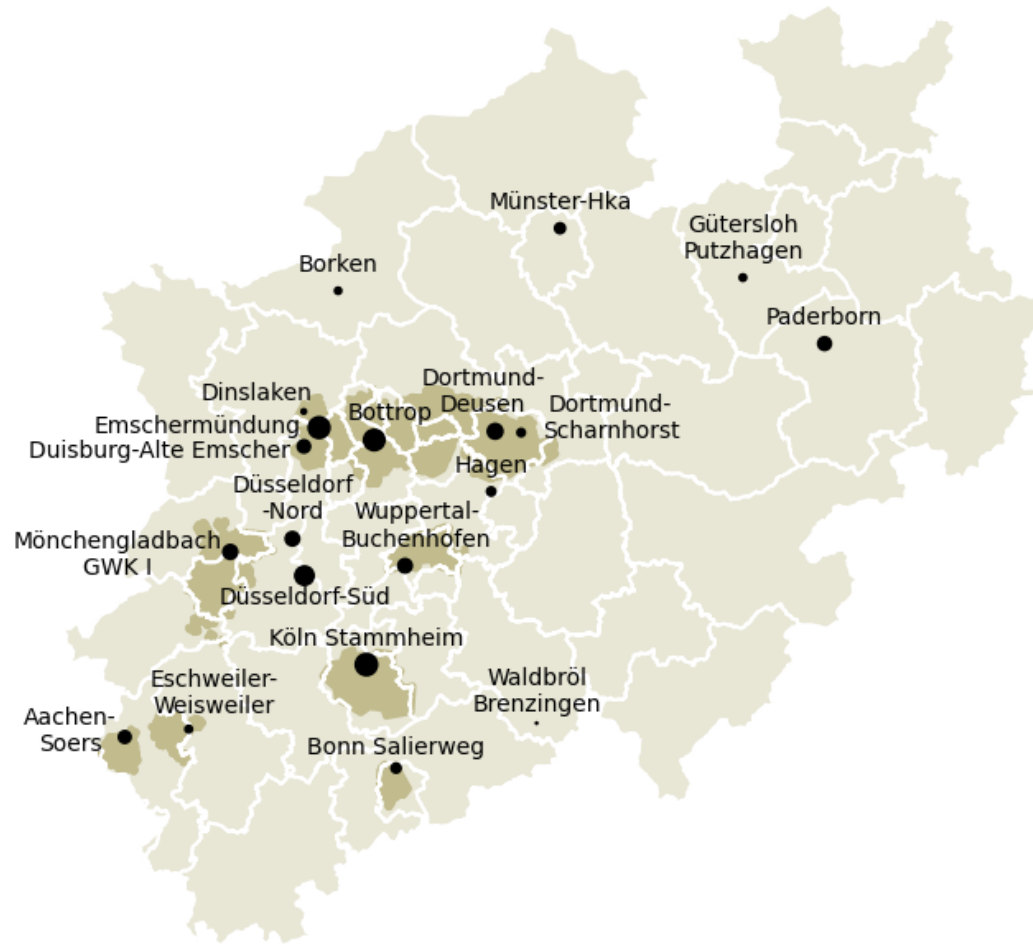 Münster-Hka
Gütersloh
Putzhagen
Borken
Paderborn
Dortmund-
Deusen
Dinslaken
Bottrop
Dortmund-
Scharnhorst
Emschermündung
Duisburg-Alte Emscher
Hagen
Düsseldorf
-Nord
Wuppertal-
Buchenhofen
Mönchengladbach
GWK I
Düsseldorf-Süd
Köln Stammheim
Eschweiler-
Weisweiler
Waldbröl
Brenzingen
Aachen-
Soers
Bonn Salierweg